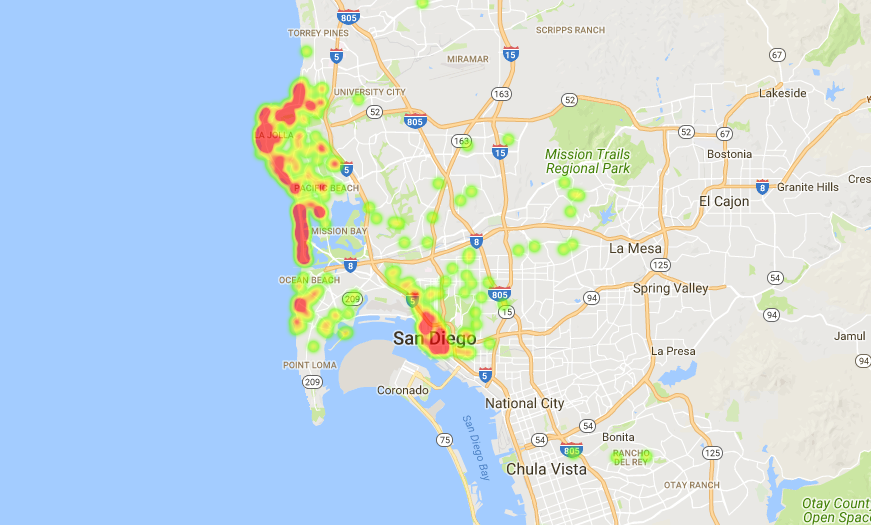 805
TORREY PINES
SCRIPPS RANCH
5
15
67
MIRAMAR
UNIVERSITY CITY
163
52
Lakeside
52
805
LA JOLLA
163
52
67
15
Mission Trails
Regional Park
Bostonia
5
PACIFIC BEACH
8
Granite Hills
Cres
El Cajon
MISSION BAY
8
La Mesa
8
125
OCEAN BEACH
54
Spring Valley
209
5
805
94
15
94
San Diego
Jamul
La Presa
POINT LOMA
94
209
5
Coronado
National City
San Diego Bay
54
75
54
Bonita
805
125
RANCHO
DEL REY
Chula Vista
OTAY RANCH
Otay County
Open Space